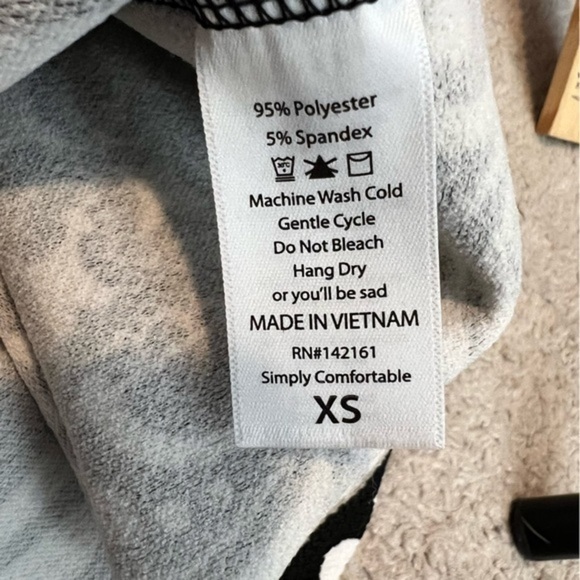 95% Polyester
5% Spandex
30°C
Machine Wash Cold
Gentle Cycle
Do Not Bleach
Hang Dry
or you'll be sad
MADE IN VIETNAM
RN#142161
Simply Comfortable
XS